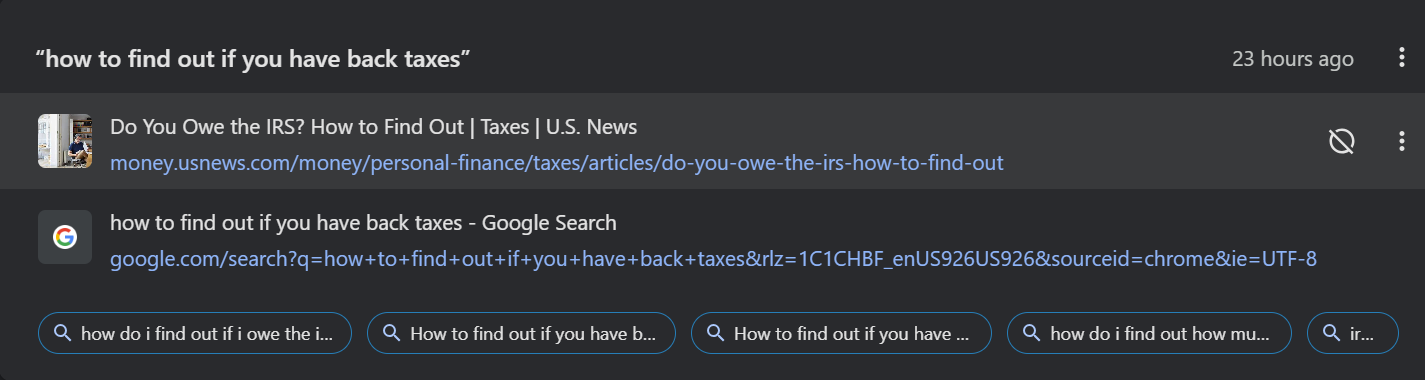 “how to find out if you have back taxes”
23 hours ago
Do You Owe the IRS? How to Find Out | Taxes | U.S. News
money.usnews.com/money/personal-finance/taxes/articles/do-you-owe-the-irs-how-to-find-out
how to find out if you have back taxes - Google Search
google.com/search?q=how+to+find+out+if+you+have+back+taxes&rlz=1C1CHBF_enUS926US926&sourceid=chrome&ie=UTF-8
how do i find out if i owe the i...
How to find out if you have b...
How to find out if you have ...
how do i find out how mu...
ir...